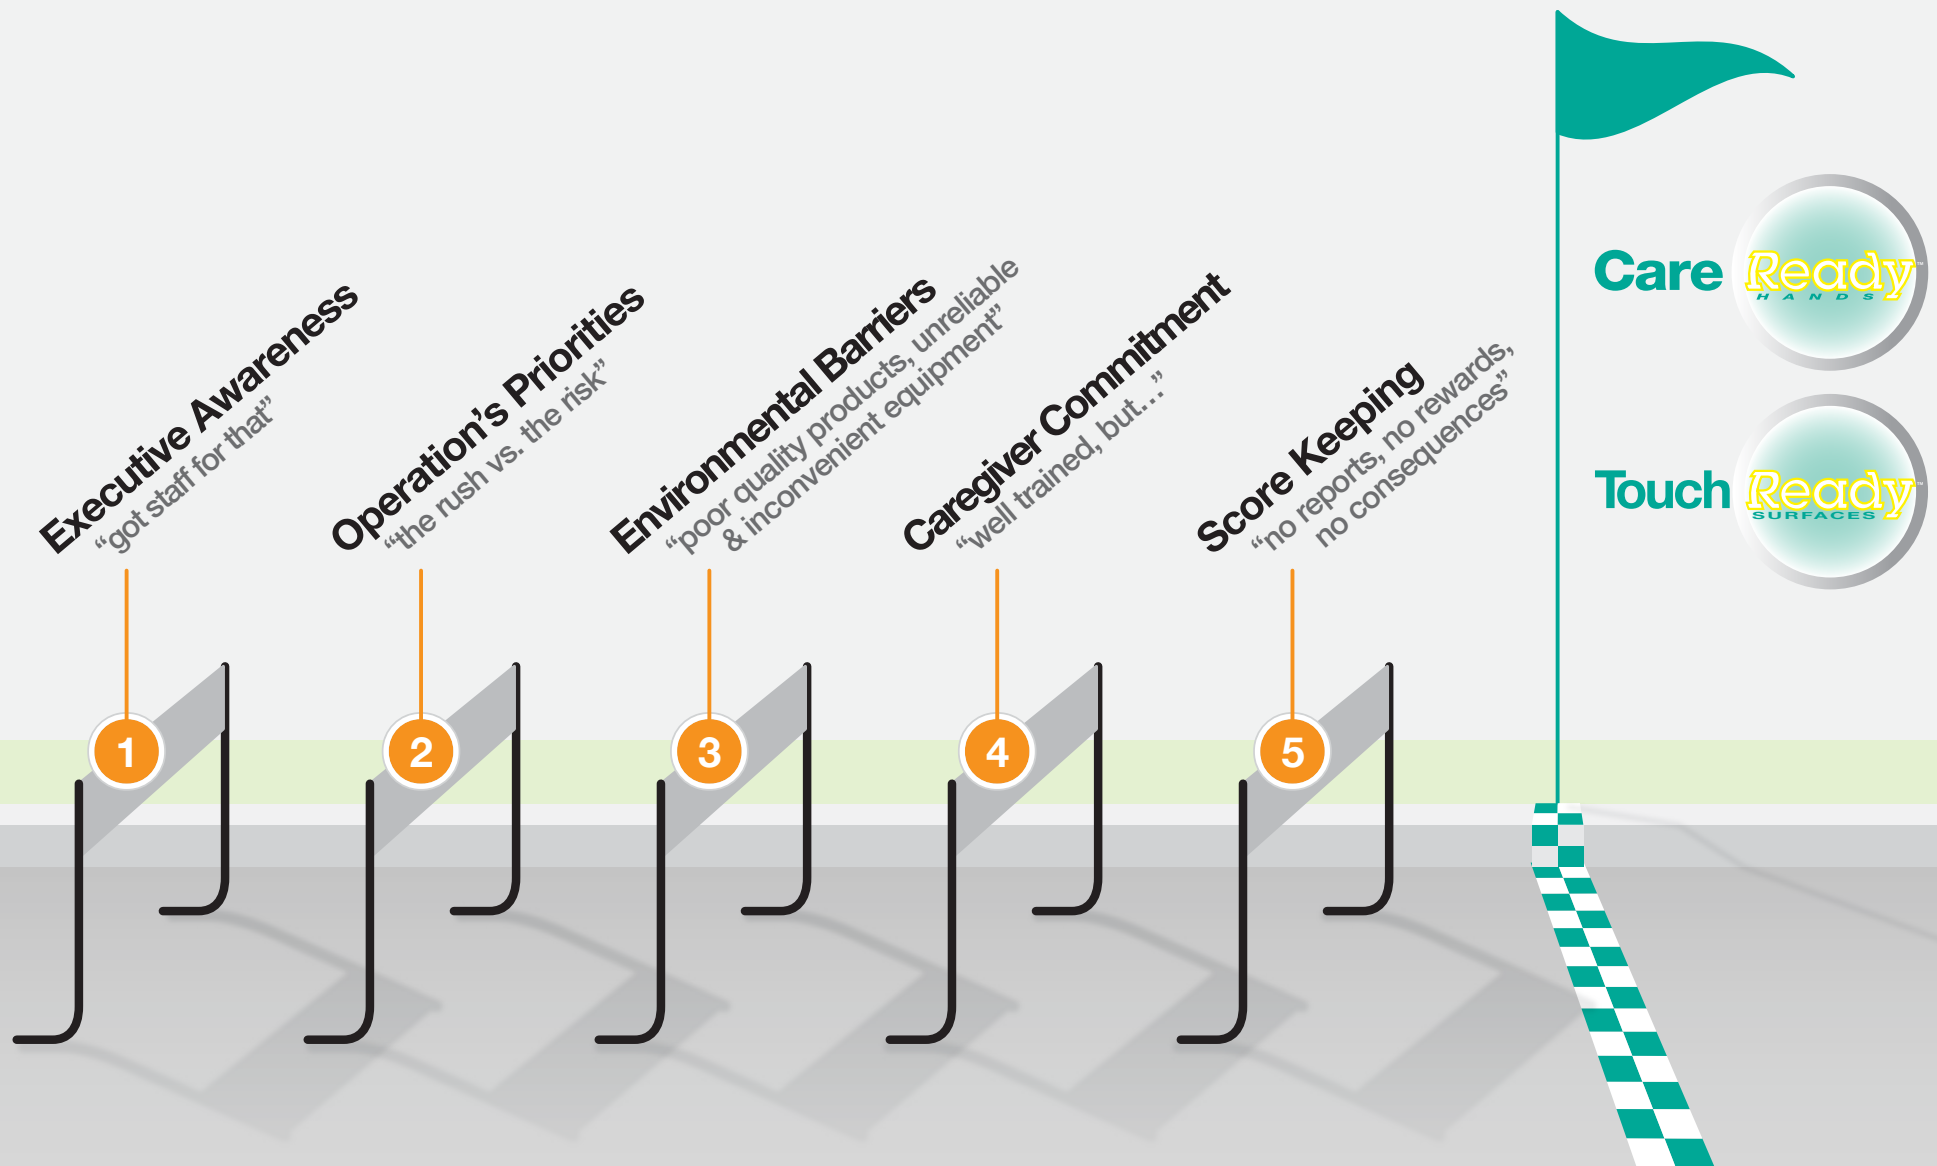 Executive Awareness
“got staff for that”
Operation’s Priorities
“the rush vs. the risk”
Environmental Barriers
“poor quality products, unreliable
& inconvenient equipment”
Caregiver Commitment
“well trained, but…”
Score Keeping
“no reports, no rewards,
no consequences”
1
2
3
4
5
Care Ready™
HANDS
Touch Ready™
SURFACES